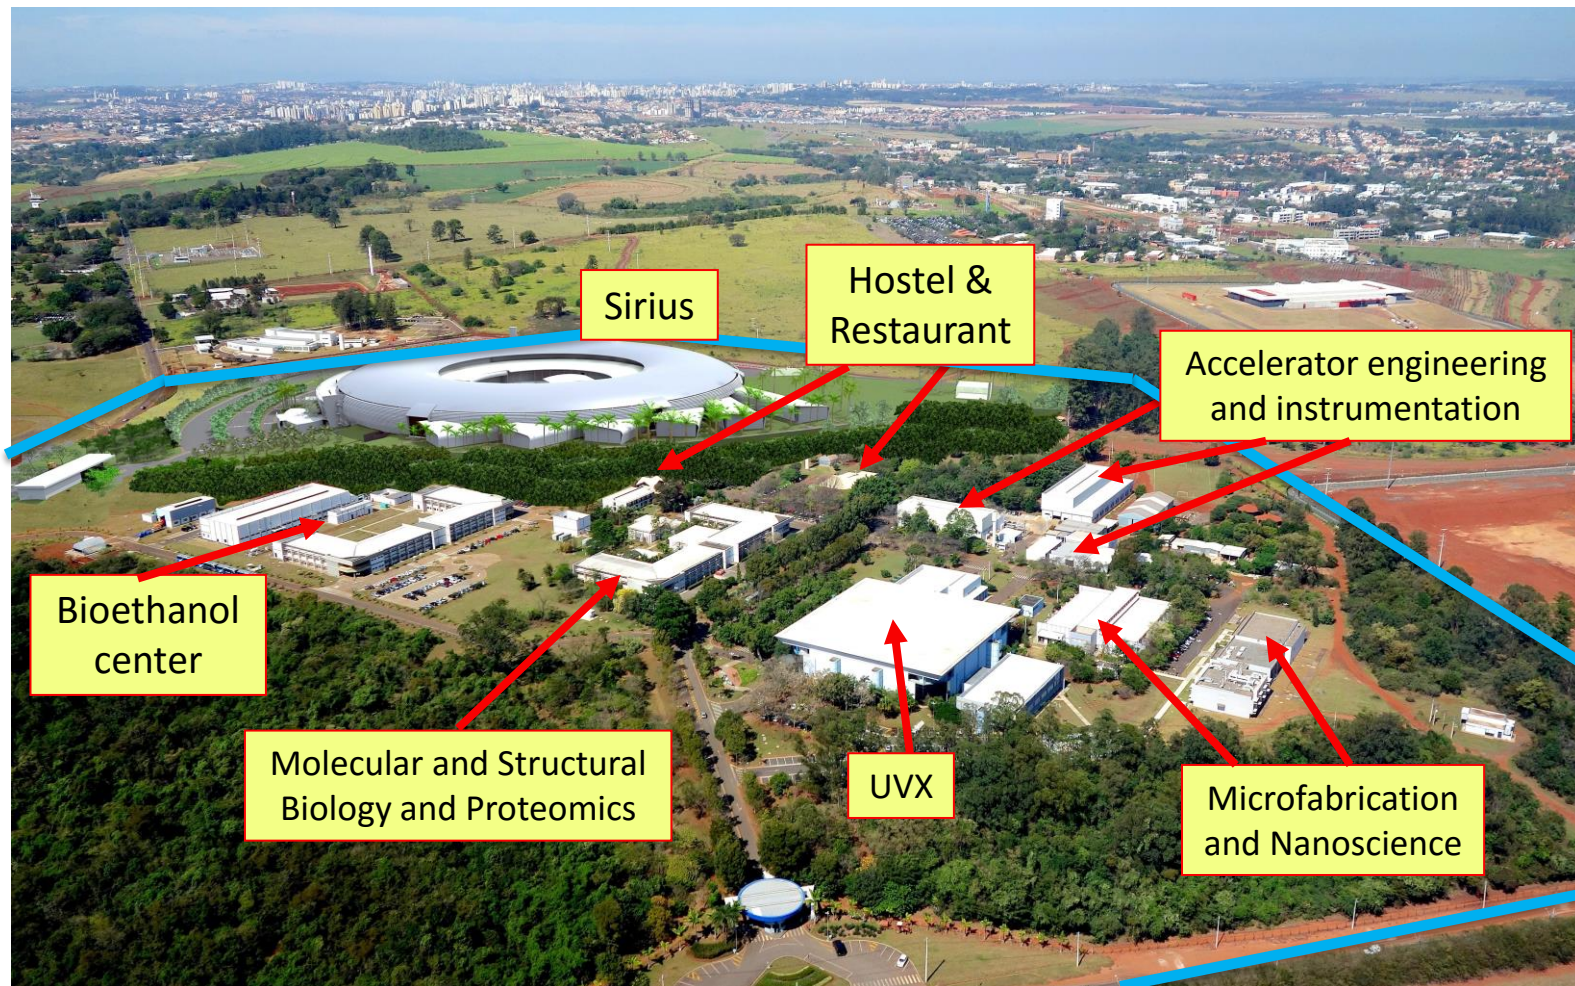 Sirius
Hostel &
Restaurant
Accelerator engineering
and instrumentation
Bioethanol
center
Molecular and Structural
Biology and Proteomics
UVX
Microfabrication
and Nanoscience